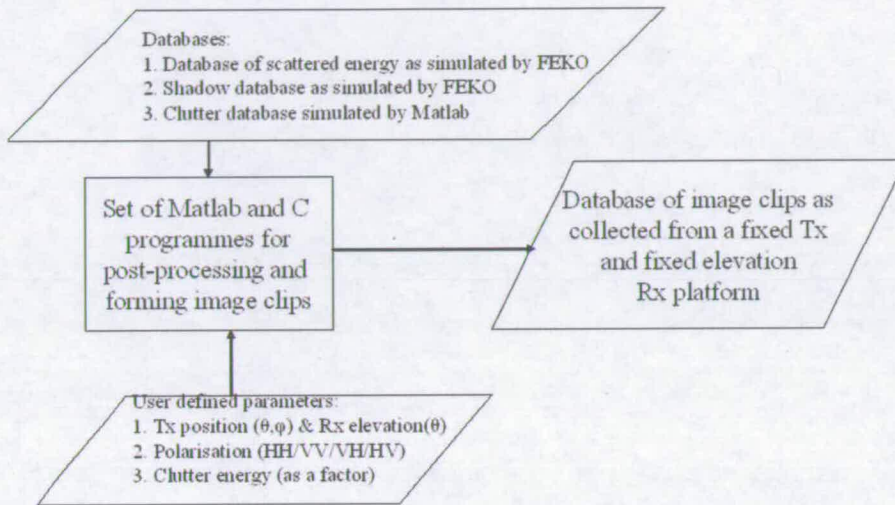 Databases:
1. Database of scattered energy as simulated by FEKO
2. Shadow database as simulated by FEKO
3. Clutter database simulated by Matlab
Set of Matlab and C
programmes for
post-processing and
forming image clips
Database of image clips as
collected from a fixed Tx
and fixed elevation
Rx platform
User defined parameters:
1. Tx position (θ,φ) & Rx elevation(θ)
2. Polarisation (HH/VV/VH/HV)
3. Clutter energy (as a factor)